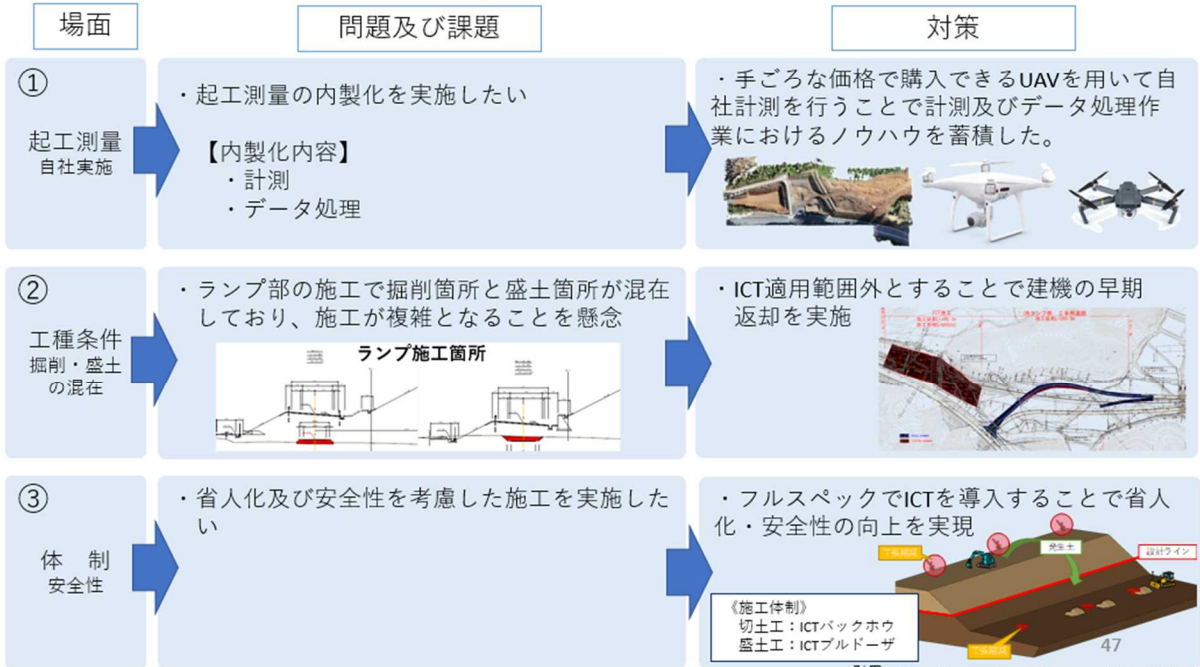 場面
問題及び課題
対策
①
起工測量
自社実施
・起工測量の内製化を実施したい
【内製化内容】
・計測
・データ処理
・手ごろな価格で購入できるUAVを用いて自
社計測を行うことで計測及びデータ処理作
業におけるノウハウを蓄積した。
②
工種条件
掘削・盛土
の混在
・ランプ部の施工で掘削箇所と盛土箇所が混在
しており、施工が複雑となることを懸念
ランプ施工箇所
・ICT適用範囲外とすることで建機の早期
返却を実施
③
体 制
安全性
・省人化及び安全性を考慮した施工を実施した
い
・フルスペックでICTを導入することで省人
化・安全性の向上を実現
丁張削減
発生土
設計ライン
《施工体制》
切土工：ICTバックホウ
盛土工：ICTブルドーザ
丁張削減
47